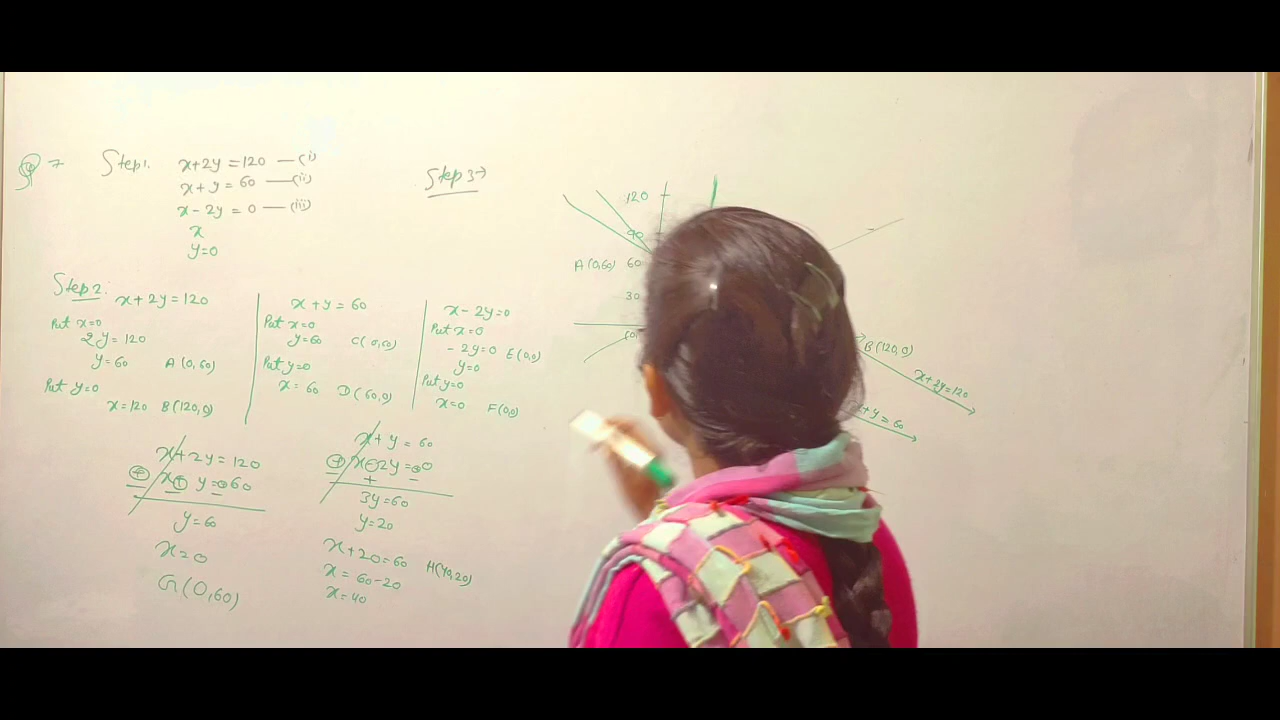 Q 7 Step1. x+2y=120 —(i)
x+y=60 —(ii)
x-2y=0 —(iii)
x
y=0
Step 2:
x+2y=120
Put x=0
2y=120
y=60 A(0,60)
Put y=0
x=120 B(120,0)
x+y=60
Put x=0
y=60 C(0,60)
Put y=0
x=60 D(60,0)
x-2y=0
Put x=0
-2y=0 E(0,0)
y=0
Put y=0
x=0 F(0,0)
x+2y=120
x+y=60
y=60
x=0
G(0,60)
x+y=60
x-2y=0
3y=60
y=20
x+20=60 H(40,20)
x=60-20
x=40
Step 3→
120
90
A(0,60) 60
30
B(120,0)
x+2y=120
x+y=60